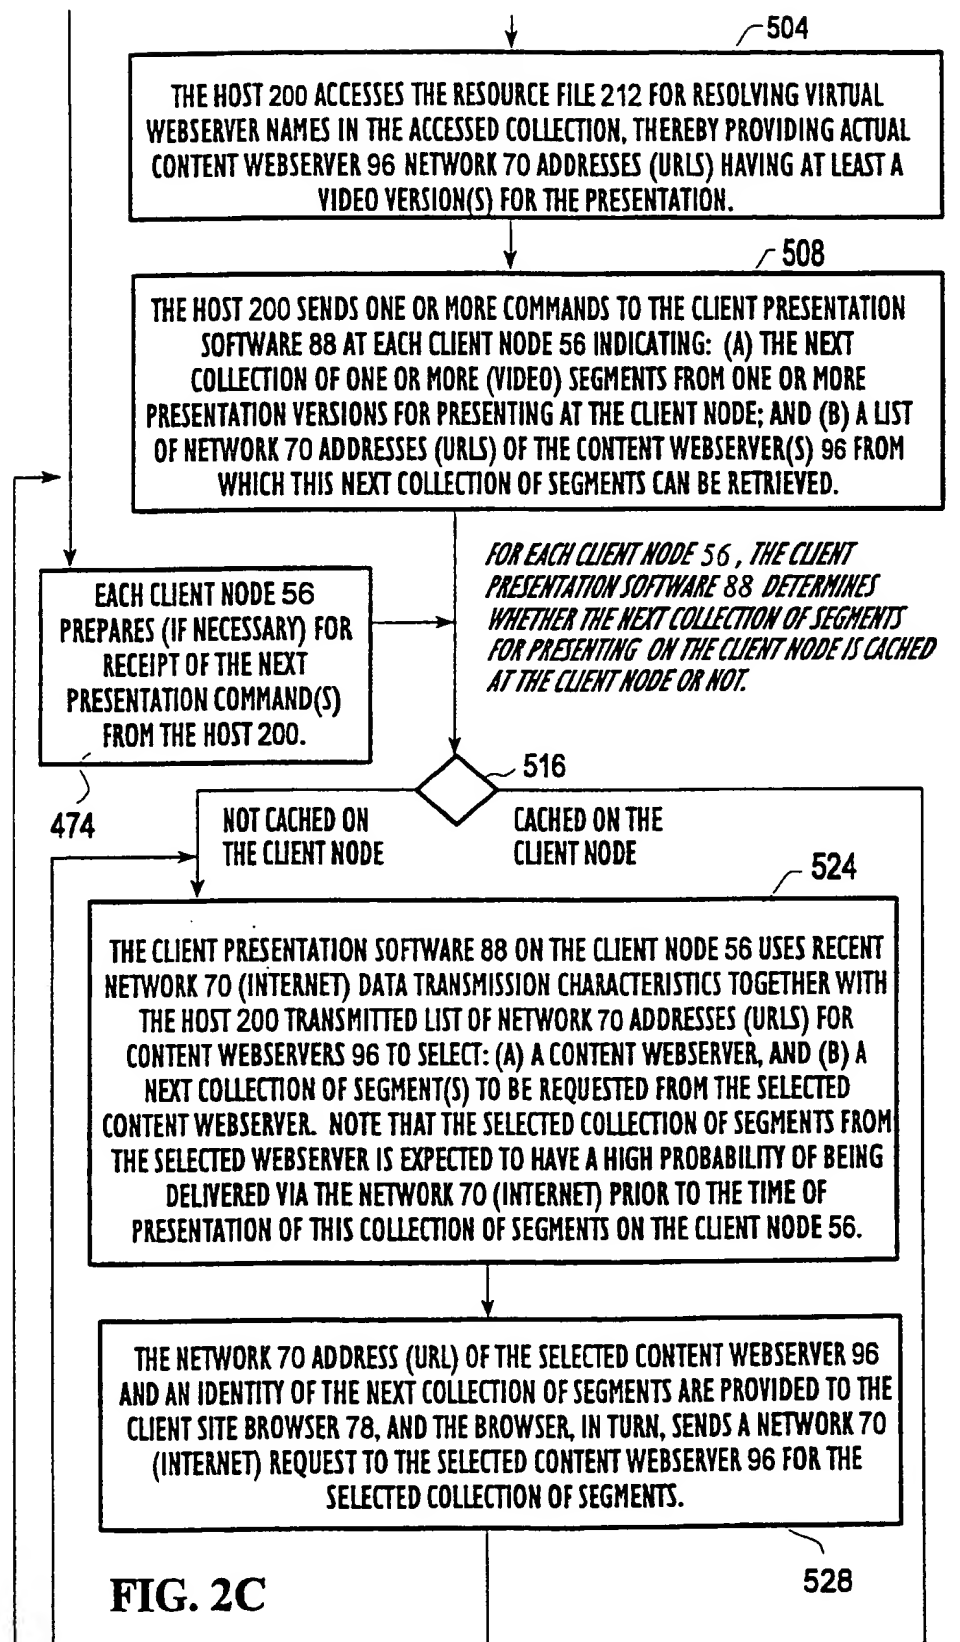 504
THE HOST 200 ACCESSES THE RESOURCE FILE 212 FOR RESOLVING VIRTUAL
WEBSERVER NAMES IN THE ACCESSED COLLECTION, THEREBY PROVIDING ACTUAL
CONTENT WEBSERVER 96 NETWORK 70 ADDRESSES (URLS) HAVING AT LEAST A
VIDEO VERSION(S) FOR THE PRESENTATION.
508
THE HOST 200 SENDS ONE OR MORE COMMANDS TO THE CLIENT PRESENTATION
SOFTWARE 88 AT EACH CLIENT NODE 56 INDICATING: (A) THE NEXT
COLLECTION OF ONE OR MORE (VIDEO) SEGMENTS FROM ONE OR MORE
PRESENTATION VERSIONS FOR PRESENTING AT THE CLIENT NODE; AND (B) A LIST
OF NETWORK 70 ADDRESSES (URLS) OF THE CONTENT WEBSERVER(S) 96 FROM
WHICH THIS NEXT COLLECTION OF SEGMENTS CAN BE RETRIEVED.
FOR EACH CLIENT NODE 56, THE CLIENT
PRESENTATION SOFTWARE 88 DETERMINES
WHETHER THE NEXT COLLECTION OF SEGMENTS
FOR PRESENTING ON THE CLIENT NODE IS CACHED
AT THE CLIENT NODE OR NOT.
EACH CLIENT NODE 56
PREPARES (IF NECESSARY) FOR
RECEIPT OF THE NEXT
PRESENTATION COMMAND(S)
FROM THE HOST 200.
474
516
NOT CACHED ON
THE CLIENT NODE
CACHED ON THE
CLIENT NODE
524
THE CLIENT PRESENTATION SOFTWARE 88 ON THE CLIENT NODE 56 USES RECENT
NETWORK 70 (INTERNET) DATA TRANSMISSION CHARACTERISTICS TOGETHER WITH
THE HOST 200 TRANSMITTED LIST OF NETWORK 70 ADDRESSES (URLS) FOR
CONTENT WEBSERVERS 96 TO SELECT: (A) A CONTENT WEBSERVER, AND (B) A
NEXT COLLECTION OF SEGMENT(S) TO BE REQUESTED FROM THE SELECTED
CONTENT WEBSERVER. NOTE THAT THE SELECTED COLLECTION OF SEGMENTS FROM
THE SELECTED WEBSERVER IS EXPECTED TO HAVE A HIGH PROBABILITY OF BEING
DELIVERED VIA THE NETWORK 70 (INTERNET) PRIOR TO THE TIME OF
PRESENTATION OF THIS COLLECTION OF SEGMENTS ON THE CLIENT NODE 56.
THE NETWORK 70 ADDRESS (URL) OF THE SELECTED CONTENT WEBSERVER 96
AND AN IDENTITY OF THE NEXT COLLECTION OF SEGMENTS ARE PROVIDED TO THE
CLIENT SITE BROWSER 78, AND THE BROWSER, IN TURN, SENDS A NETWORK 70
(INTERNET) REQUEST TO THE SELECTED CONTENT WEBSERVER 96 FOR THE
SELECTED COLLECTION OF SEGMENTS.
528
FIG. 2C